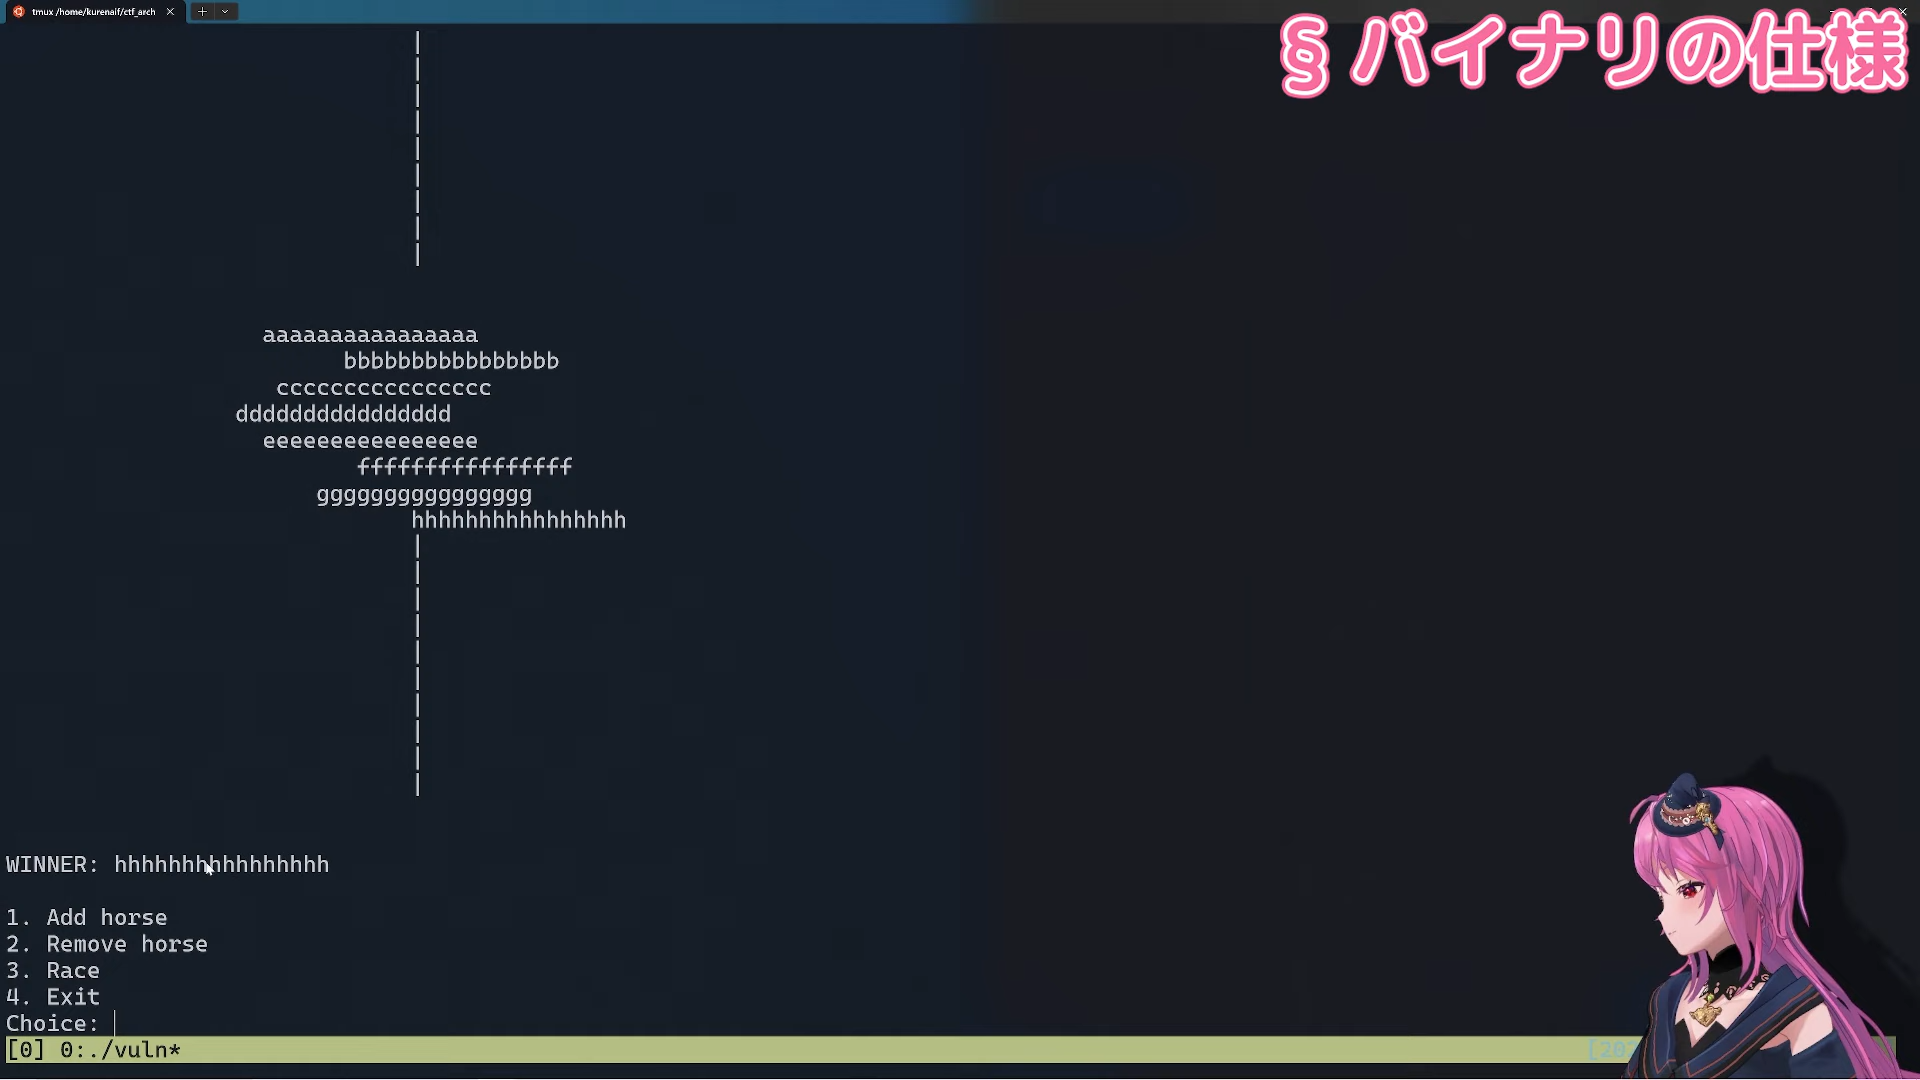 tmux /home/kurenaif/ctf_arch
§バイナリの仕様
|
|
|
|
|
|
|
|
|
aaaaaaaaaaaaaaaa
bbbbbbbbbbbbbbbb
cccccccccccccccc
dddddddddddddddd
eeeeeeeeeeeeeeee
ffffffffffffffff
gggggggggggggggg
hhhhhhhhhhhhhhhh
|
|
|
|
|
|
|
|
|
|
WINNER: hhhhhhhhhhhhhhhh
1. Add horse
2. Remove horse
3. Race
4. Exit
Choice:
[0] 0:./vuln*